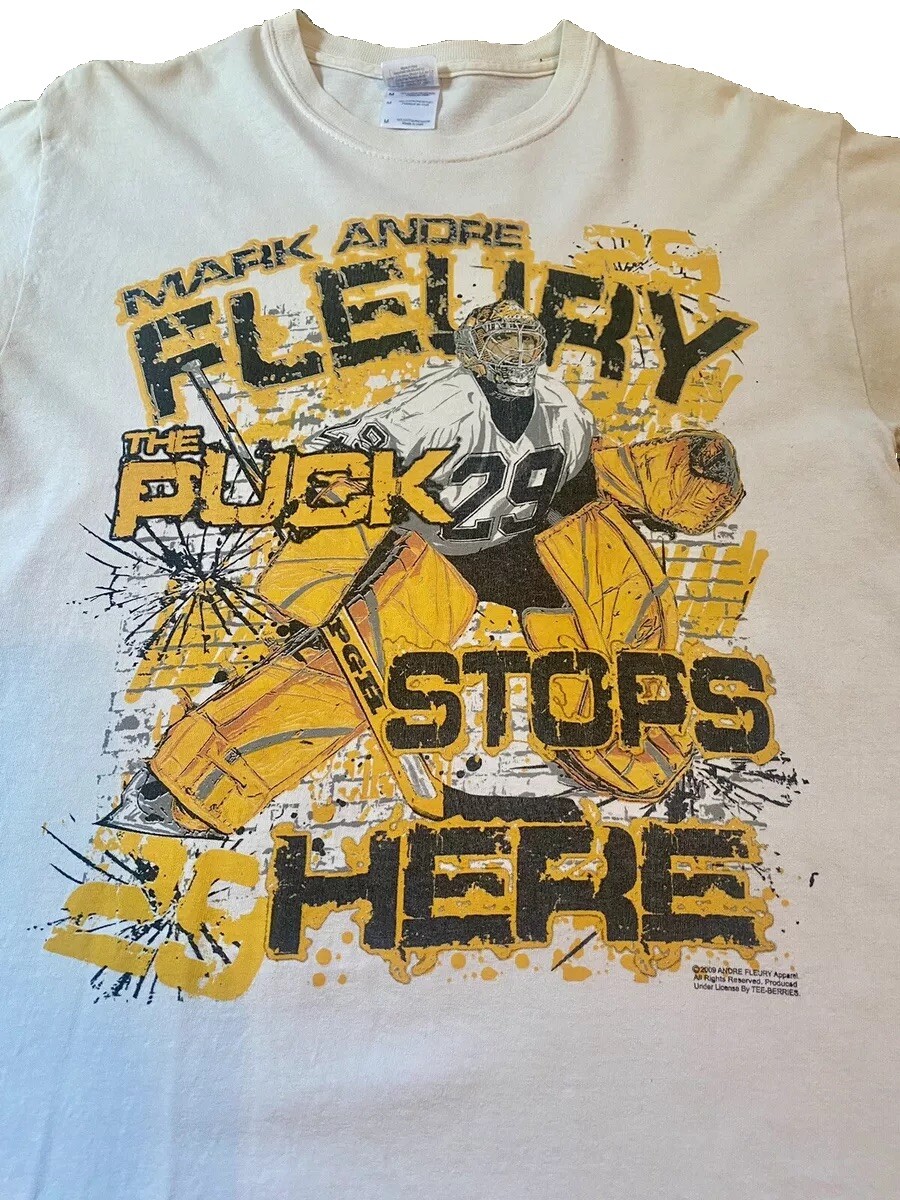 MARK ANDRE
29
FLEURY
THE
PUCK
29
PGH
STOPS
29
HERE
©2009 ANDRE FLEURY Apparel.
All Rights Reserved. Produced
Under License By TEE-BERRIES.